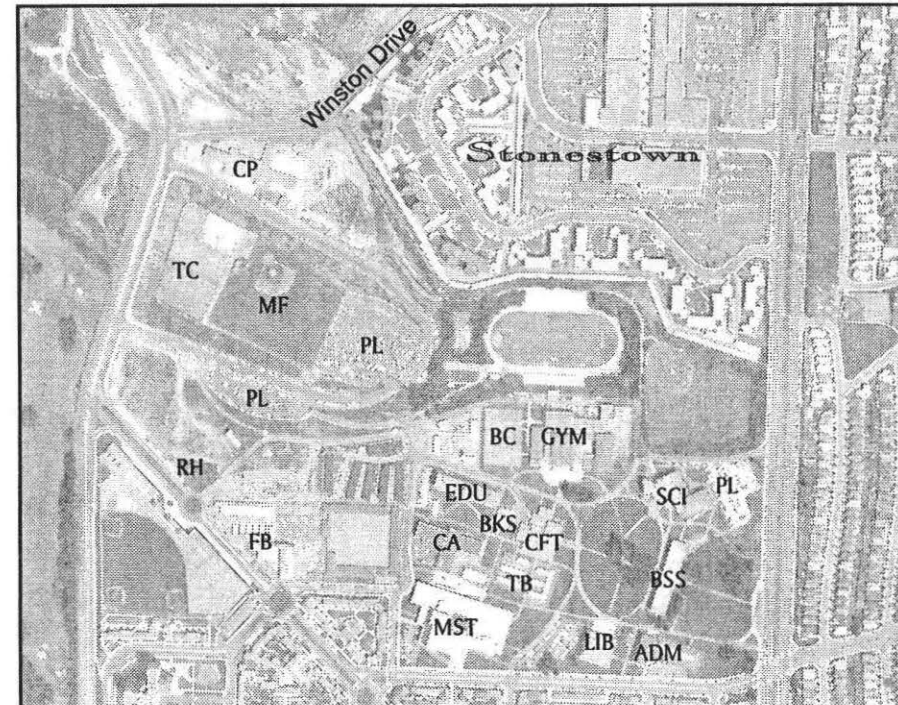 Winston Drive
Stonestown
CP
TC
MF
PL
PL
BC GYM
RH
EDU
SCI
PL
BKS
FB
CA
CFT
TB
BSS
MST
LIB
ADM